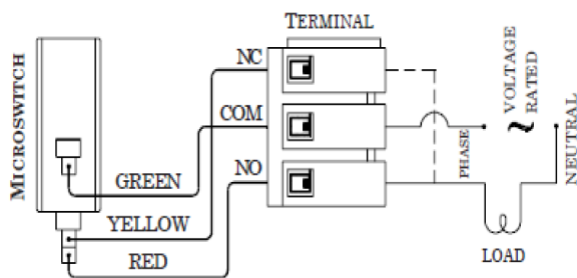 TERMINAL
NC
COM
NO
MICROSWITCH
GREEN
YELLOW
RED
PHASE
VOLTAGE
RATED
~
NEUTRAL
LOAD